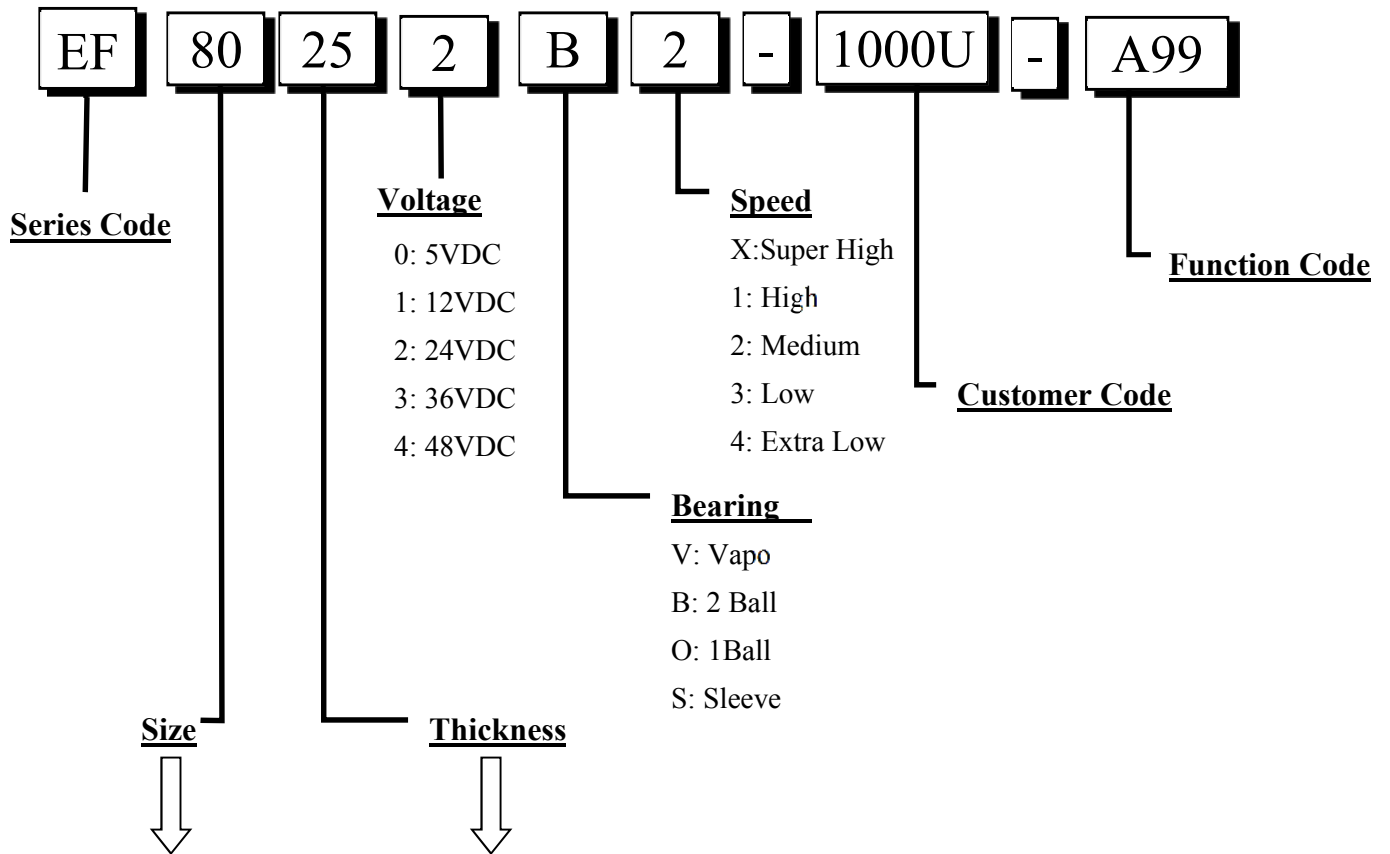 EF 80 25 2 B 2 - 1000U - A99
Series Code
Voltage
0: 5VDC
1: 12VDC
2: 24VDC
3: 36VDC
4: 48VDC
Speed
X:Super High
1: High
2: Medium
3: Low
4: Extra Low
Function Code
Customer Code
Bearing
V: Vapo
B: 2 Ball
O: 1Ball
S: Sleeve
Size
Thickness